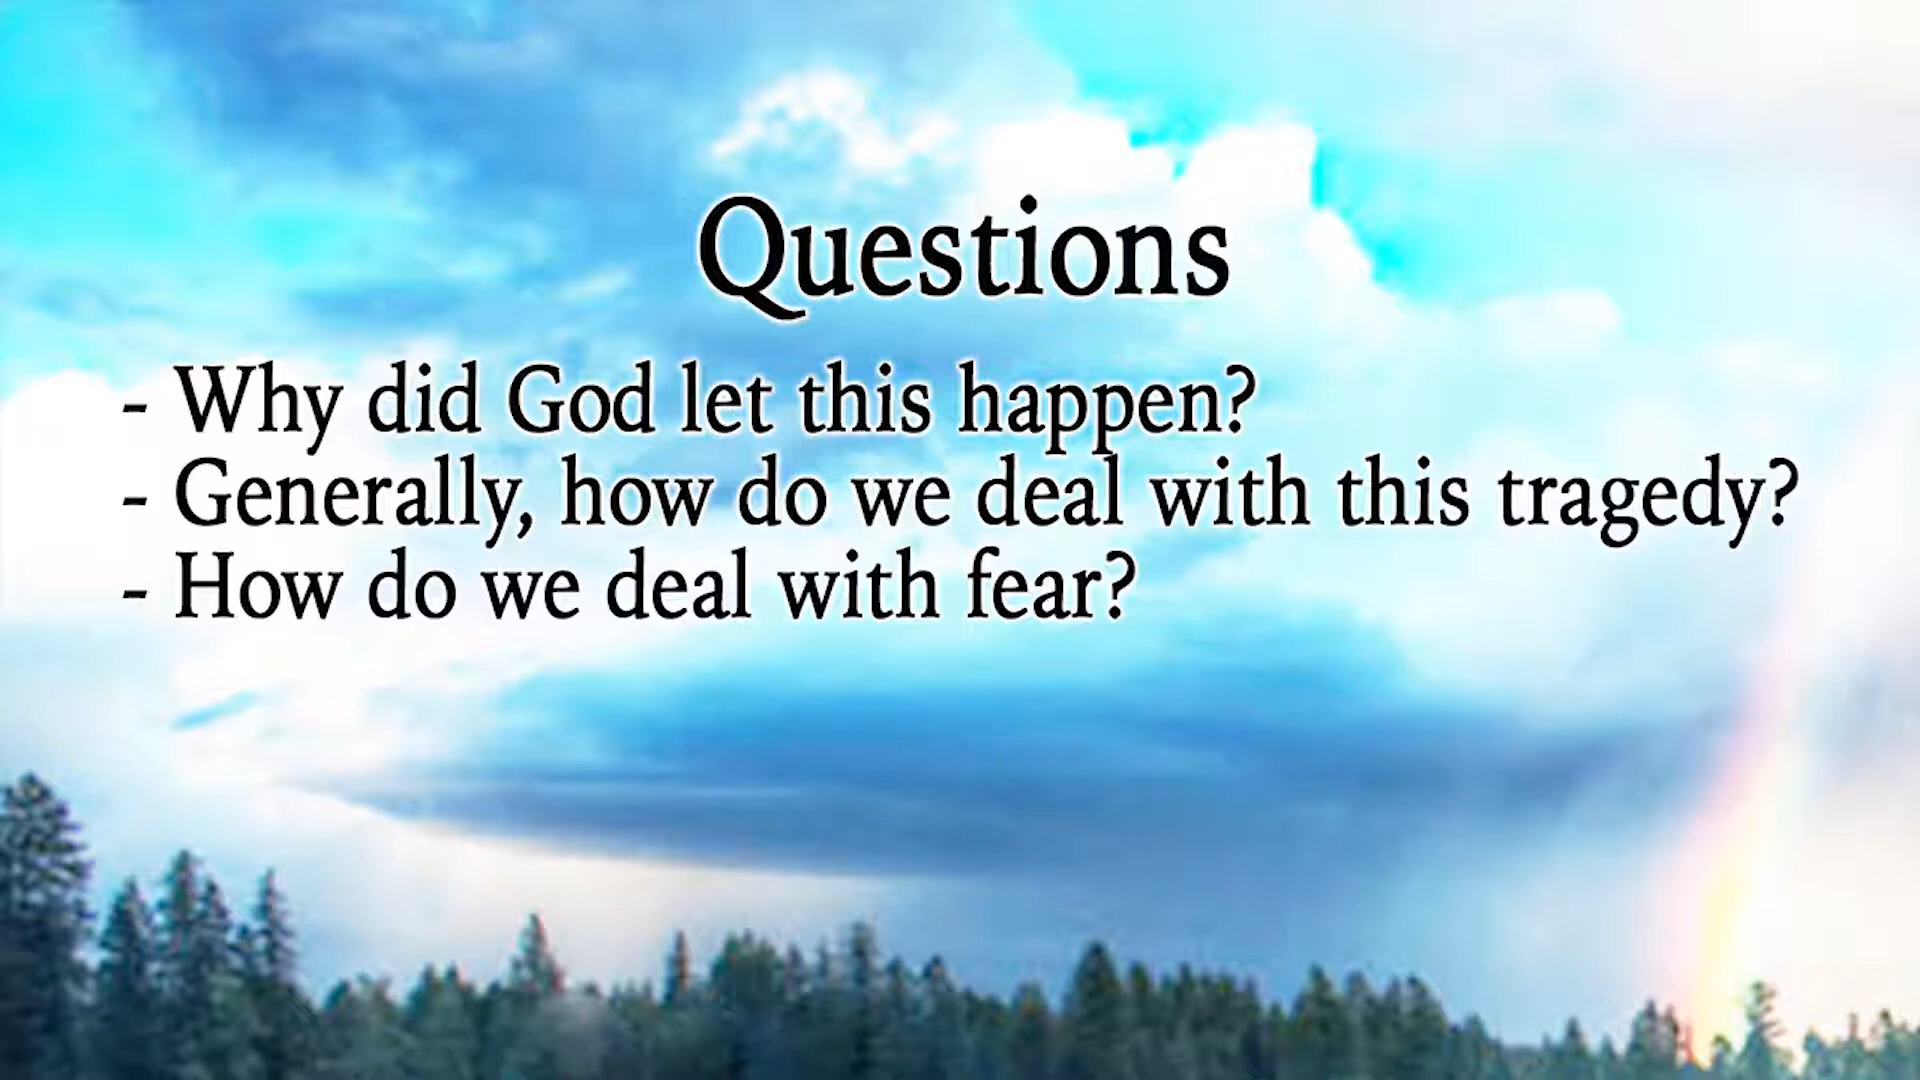 Questions
- Why did God let this happen?
- Generally, how do we deal with this tragedy?
- How do we deal with fear?